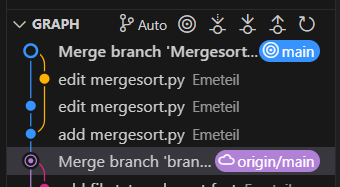 GRAPH Auto
Merge branch 'Mergesort... main
edit mergesort.py Emeteil
edit mergesort.py Emeteil
add mergesort.py Emeteil
Merge branch 'bran... origin/main